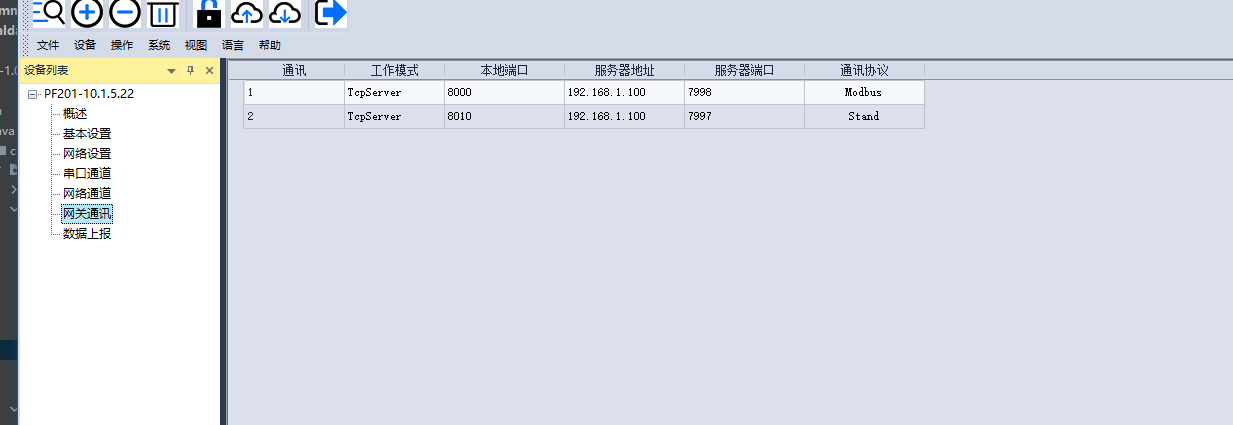 文件 设备 操作 系统 视图 语言 帮助
设备列表
通讯 工作模式 本地端口 服务器地址 服务器端口 通讯协议
1 TcpServer 8000 192.168.1.100 7998 Modbus
2 TcpServer 8010 192.168.1.100 7997 Stand
PF201-10.1.5.22
概述
基本设置
网络设置
串口通道
网络通道
网关通讯
数据上报